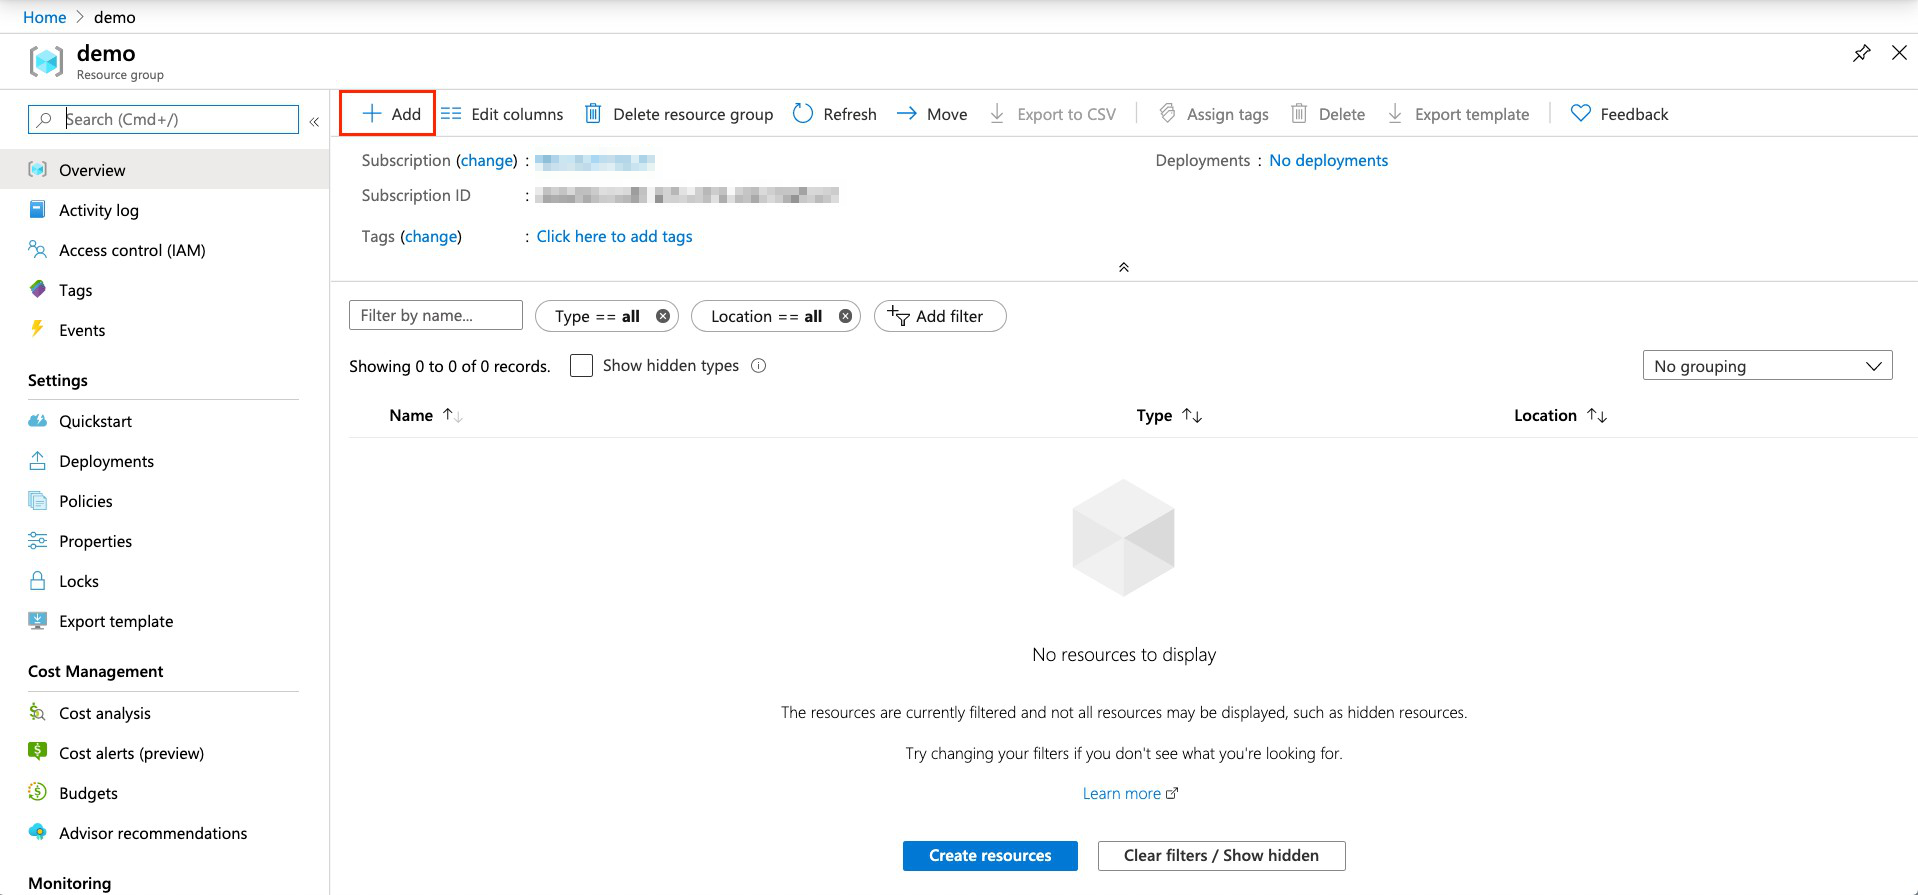 Home > demo
demo
Resource group
Search (Cmd+/)
«
Add
Edit columns
Delete resource group
Refresh
Move
Export to CSV
Assign tags
Delete
Export template
Feedback
Overview
Activity log
Access control (IAM)
Tags
Events
Settings
Quickstart
Deployments
Policies
Properties
Locks
Export template
Cost Management
Cost analysis
Cost alerts (preview)
Budgets
Advisor recommendations
Monitoring
Subscription (change) :
Subscription ID :
Tags (change) : Click here to add tags
Deployments : No deployments
Filter by name...
Type == all
Location == all
Add filter
Showing 0 to 0 of 0 records.
Show hidden types
No grouping
Name
Type
Location
No resources to display
The resources are currently filtered and not all resources may be displayed, such as hidden resources.
Try changing your filters if you don't see what you're looking for.
Learn more
Create resources
Clear filters / Show hidden